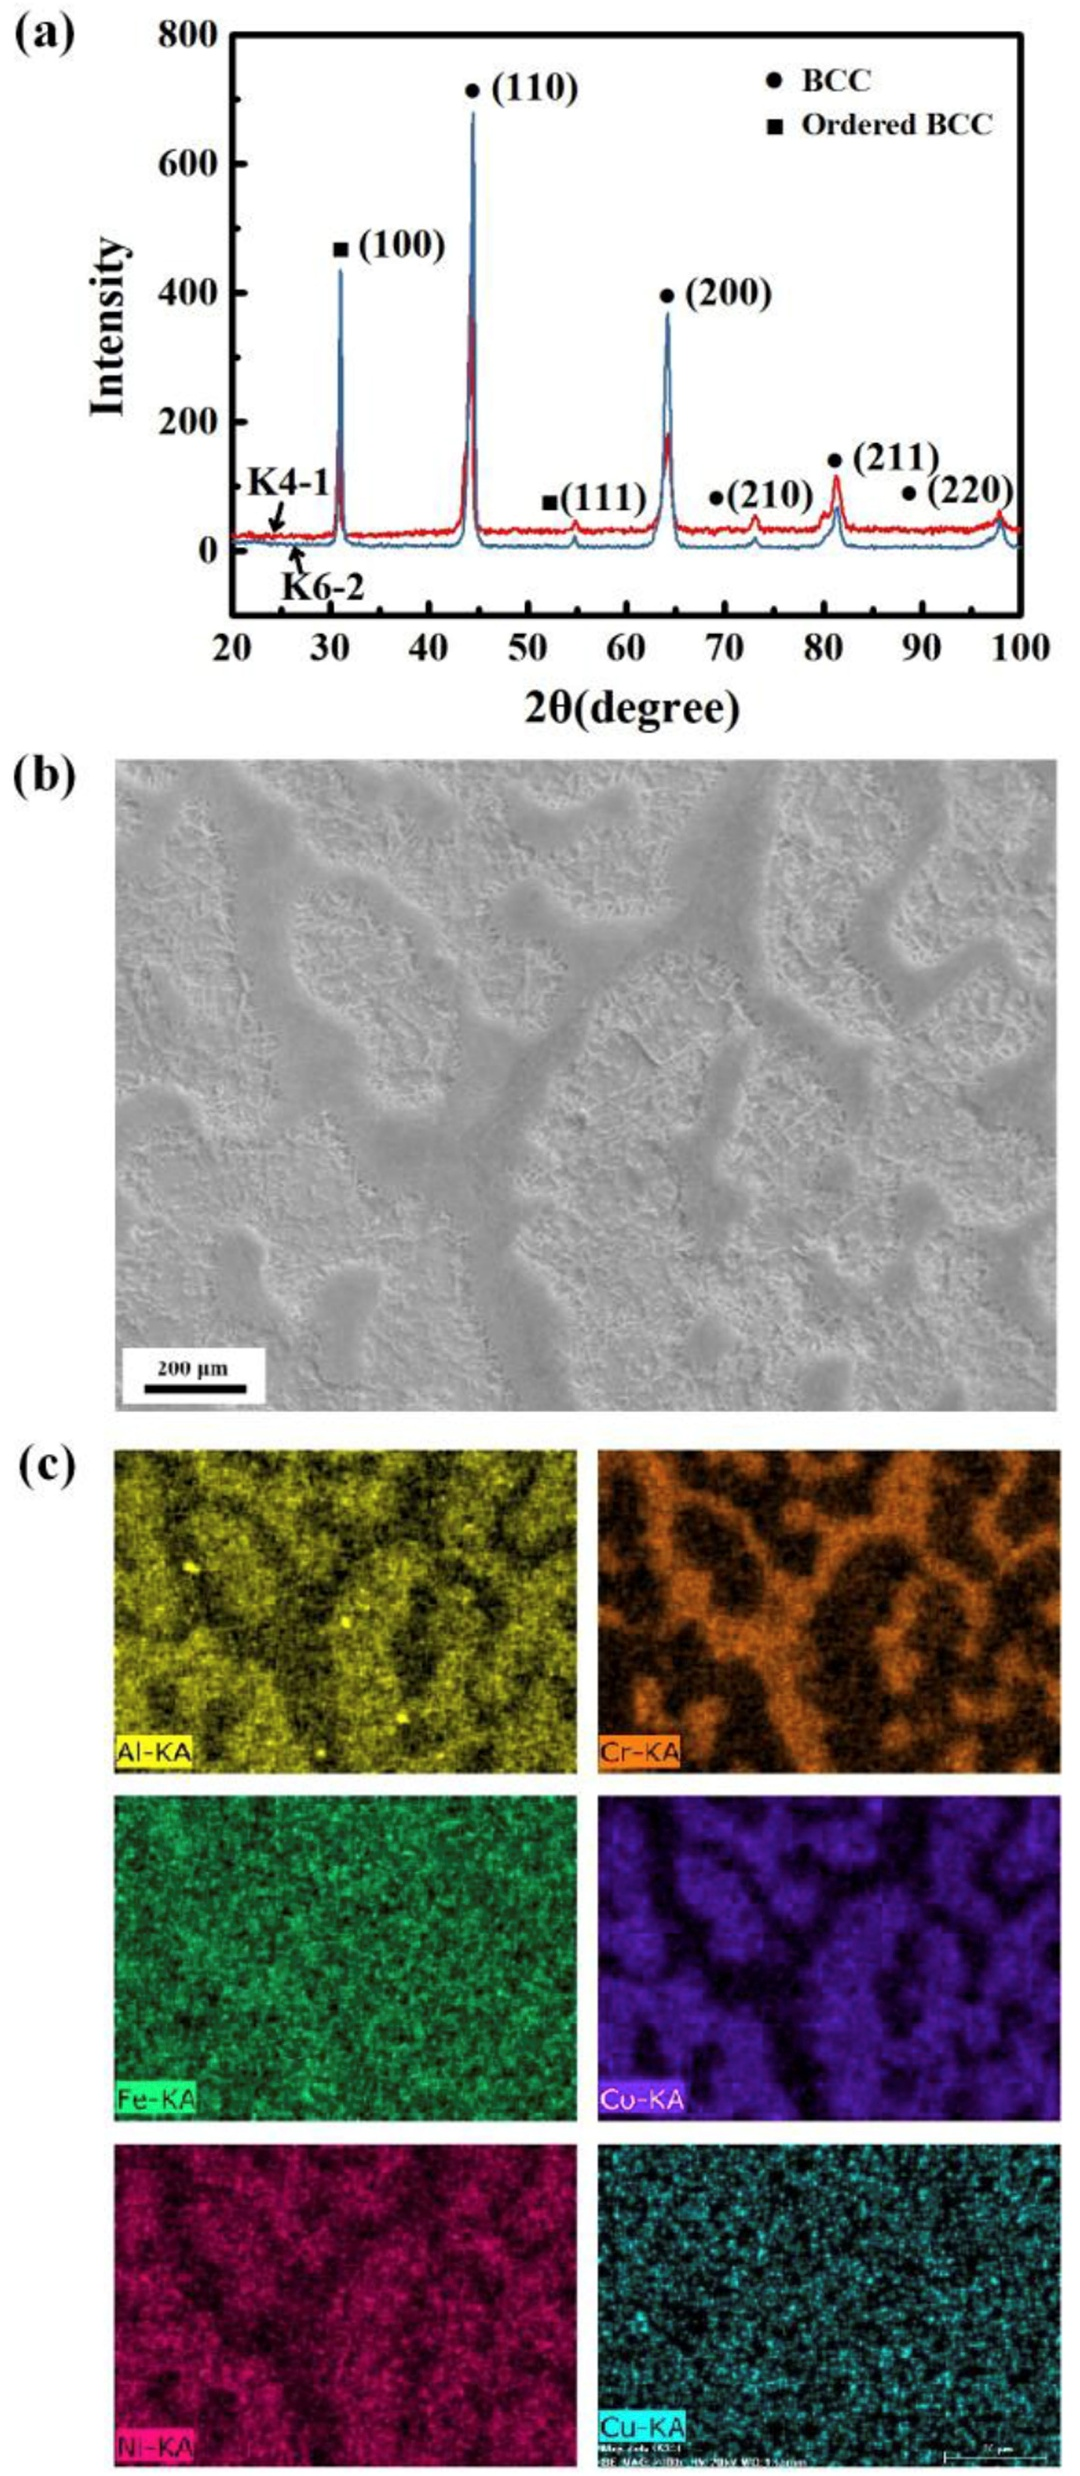 (a)
800
600
400
200
0
Intensity
(110)
● BCC
■ Ordered BCC
■ (100)
● (200)
■ (111)
● (210)
● (211)
● (220)
K4-1
K6-2
20 30 40 50 60 70 80 90 100
2θ(degree)
(b)
200 μm
(c)
Al-KA
Cr-KA
Fe-KA
Co-KA
Ni-KA
Cu-KA